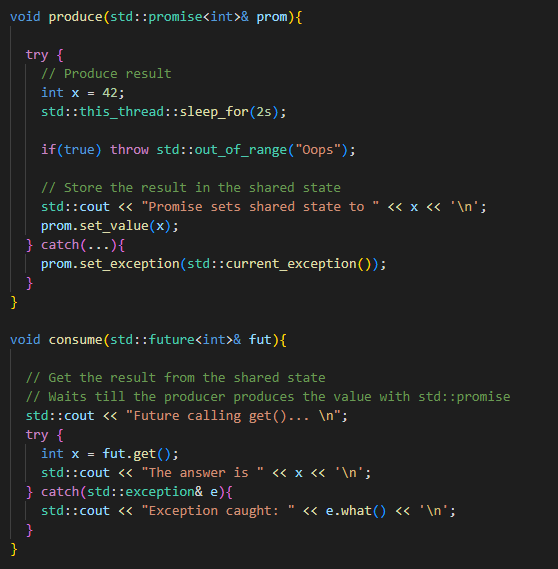 void produce(std::promise<int>& prom){
try {
// Produce result
int x = 42;
std::this_thread::sleep_for(2s);
if(true) throw std::out_of_range("Oops");
// Store the result in the shared state
std::cout << "Promise sets shared state to " << x << '\n';
prom.set_value(x);
} catch(...){
prom.set_exception(std::current_exception());
}
}
void consume(std::future<int>& fut){
// Get the result from the shared state
// Waits till the producer produces the value with std::promise
std::cout << "Future calling get()... \n";
try {
int x = fut.get();
std::cout << "The answer is " << x << '\n';
} catch(std::exception& e){
std::cout << "Exception caught: " << e.what() << '\n';
}
}